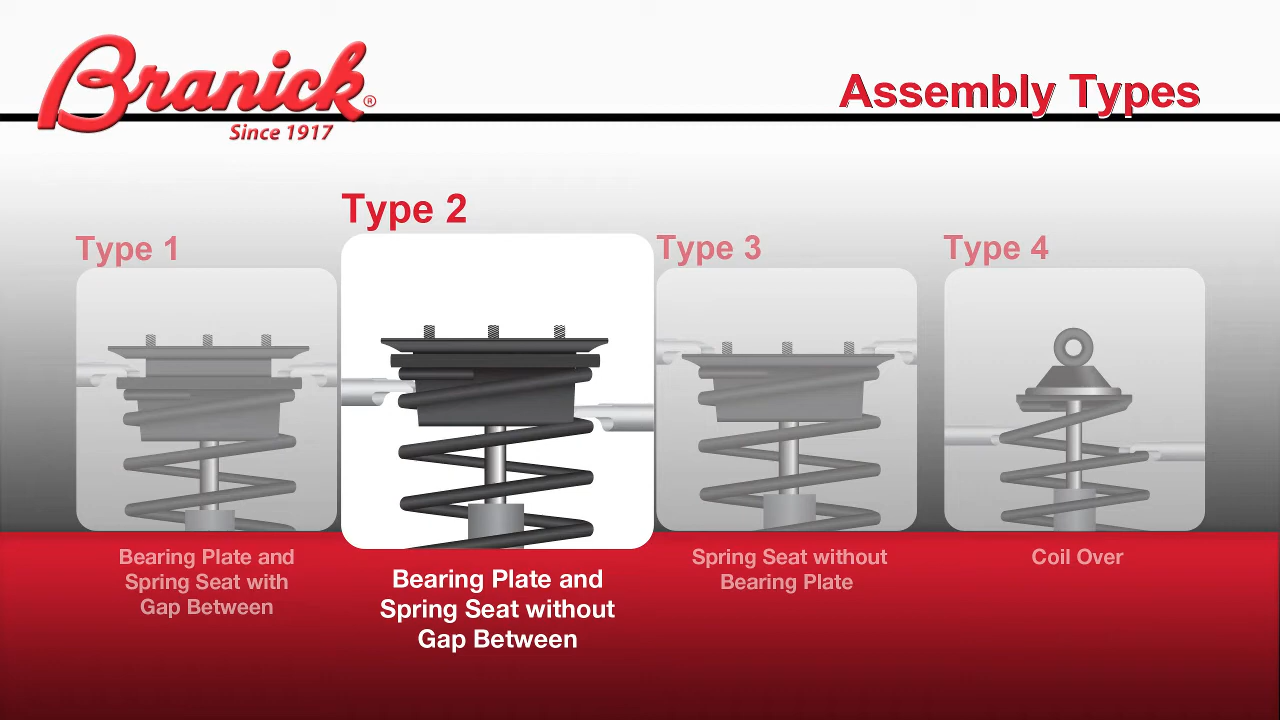 Branick®
Since 1917
Assembly Types
Type 1
Type 2
Type 3
Type 4
Bearing Plate and
Spring Seat with
Gap Between
Bearing Plate and
Spring Seat without
Gap Between
Spring Seat without
Bearing Plate
Coil Over